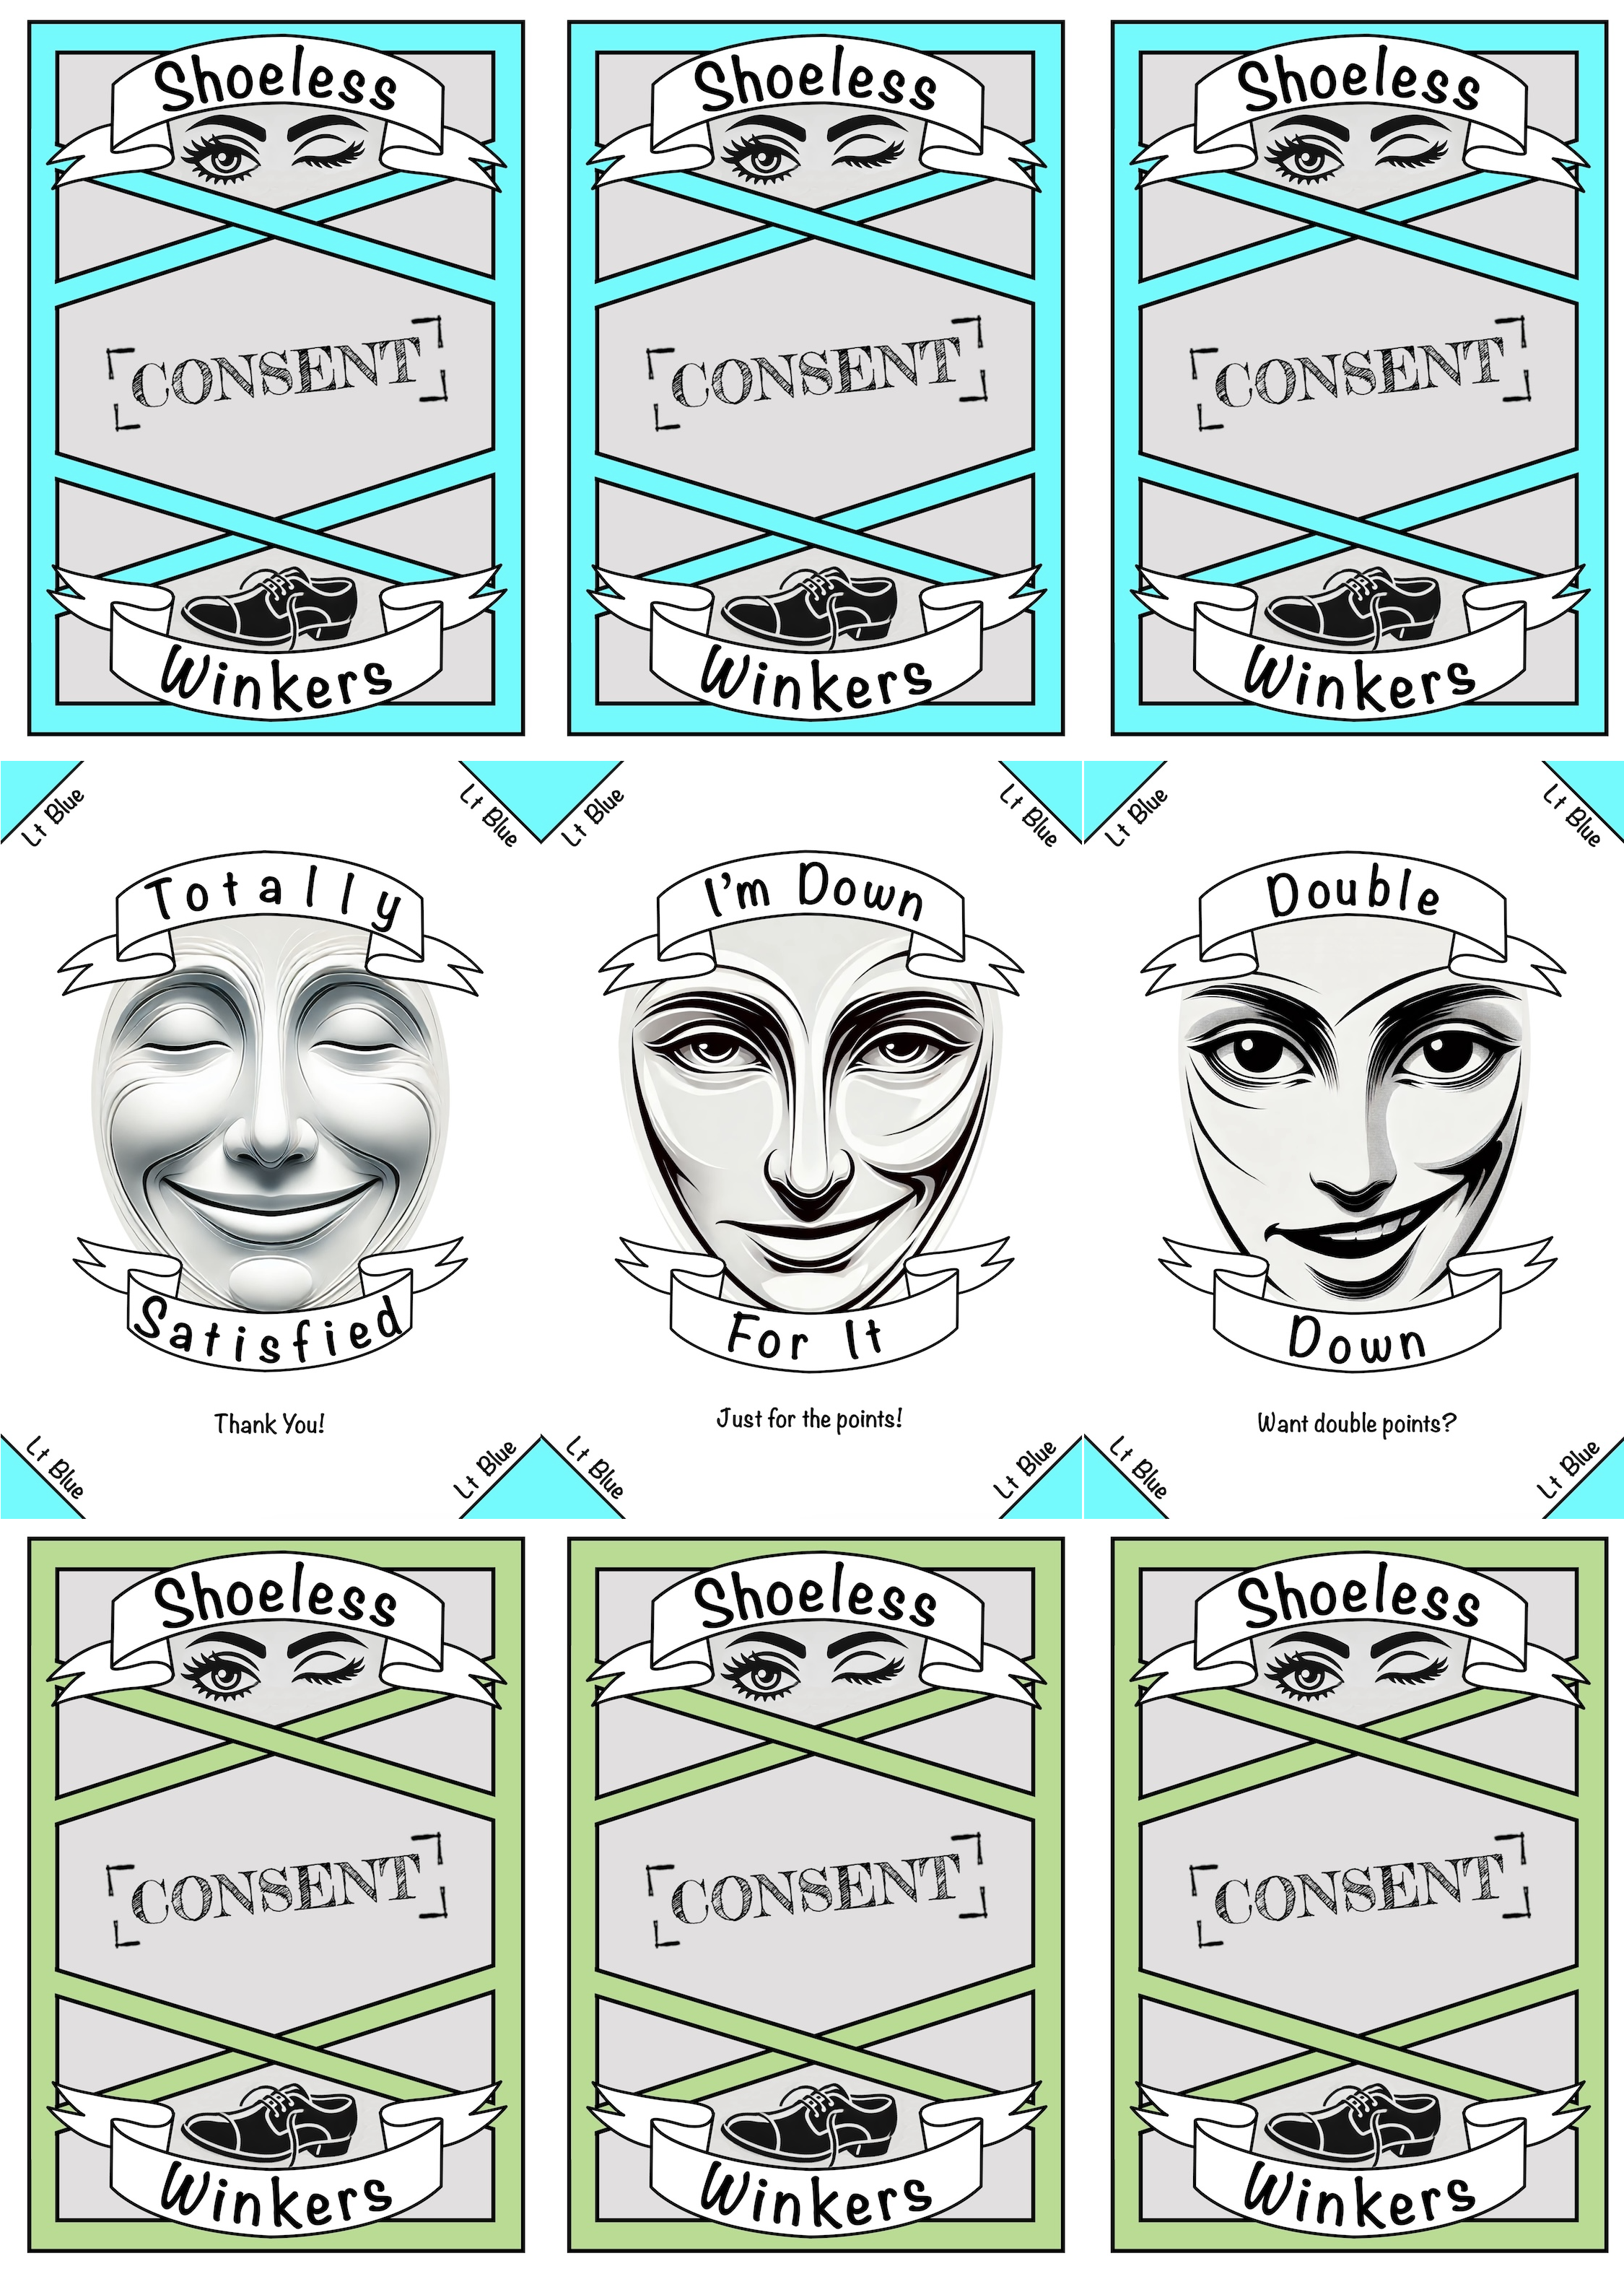 Shoeless
Shoeless
Shoeless
CONSENT
CONSENT
CONSENT
Winkers
Winkers
Winkers
Lt Blue
Lt Blue
Lt Blue
Lt Blue
Lt Blue
Lt Blue
Totally
I'm Down
Double
Satisfied
For It
Down
Thank You!
Just for the points!
Want double points?
Lt Blue
Lt Blue
Lt Blue
Lt Blue
Lt Blue
Lt Blue
Shoeless
Shoeless
Shoeless
CONSENT
CONSENT
CONSENT
Winkers
Winkers
Winkers